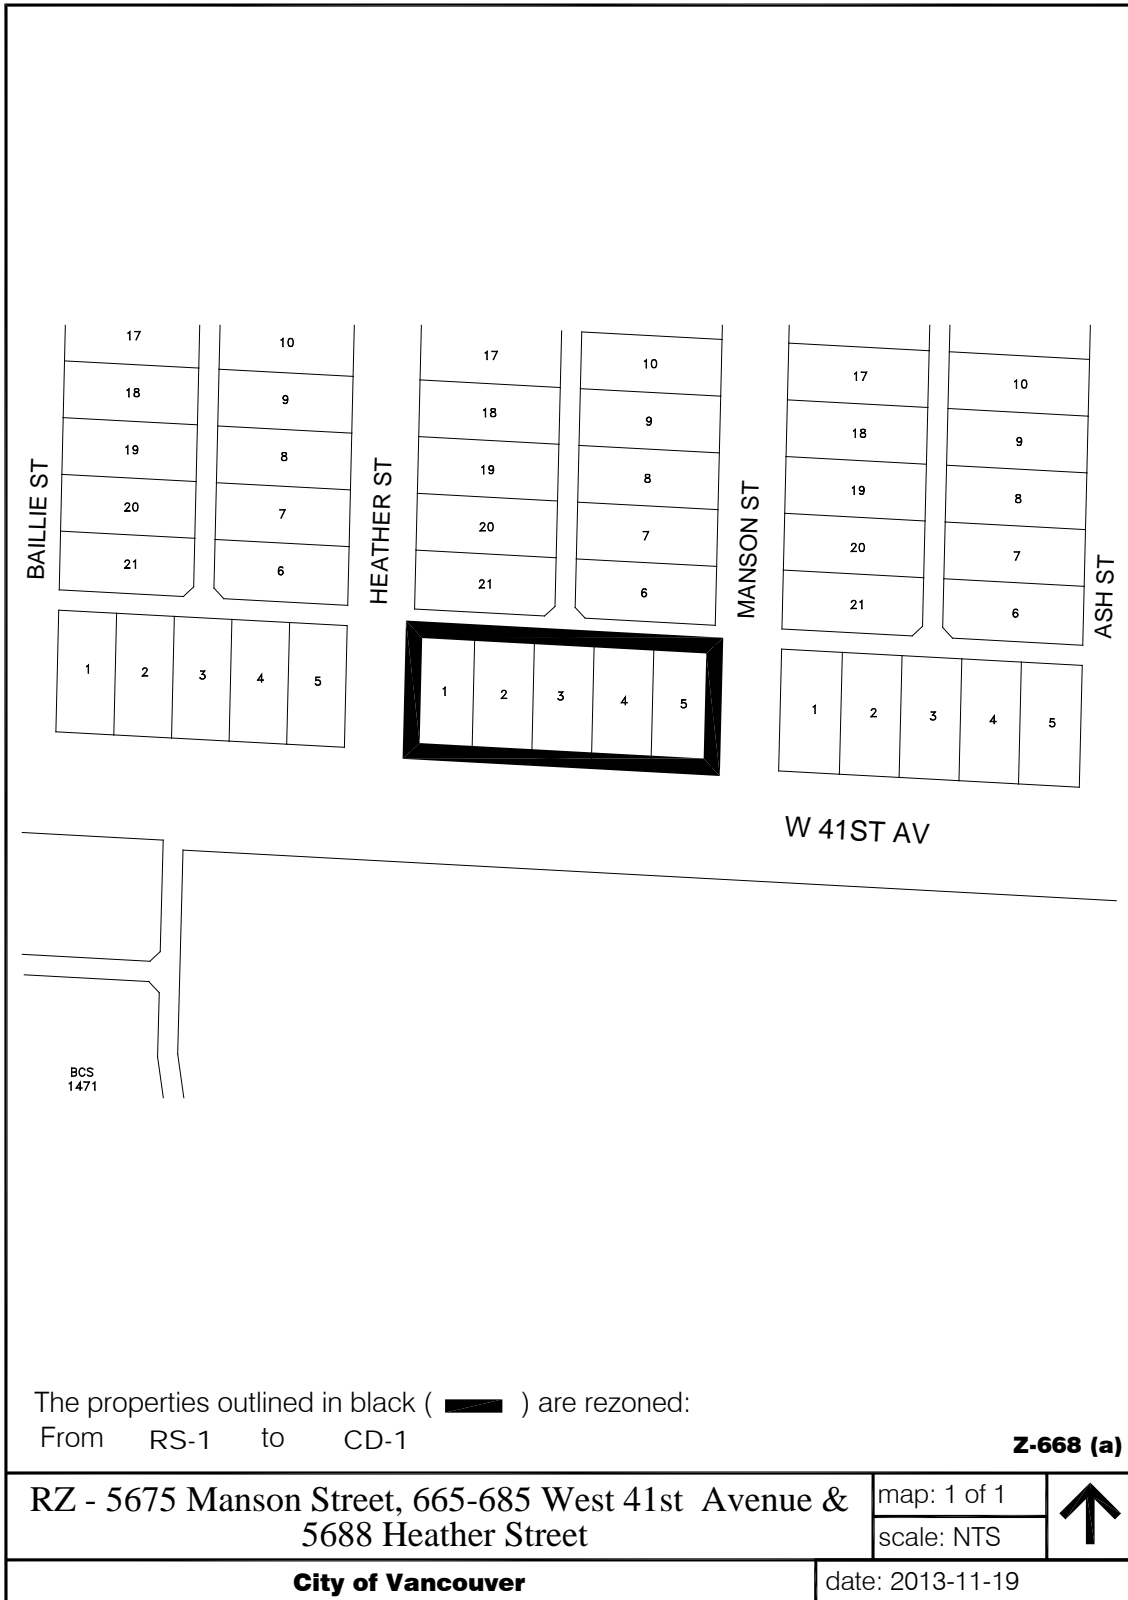 17
10
17
10
17
10
18
9
18
9
18
9
19
8
19
8
19
8
20
7
20
7
20
7
21
6
21
6
21
6
BAILLIE ST
HEATHER ST
MANSON ST
ASH ST
1 2 3 4 5
1 2 3 4 5
1 2 3 4 5
W 41ST AV
BCS
1471
The properties outlined in black ( ) are rezoned:
From RS-1 to CD-1
Z-668 (a)
RZ - 5675 Manson Street, 665-685 West 41st Avenue &
5688 Heather Street
map: 1 of 1
scale: NTS
City of Vancouver
date: 2013-11-19